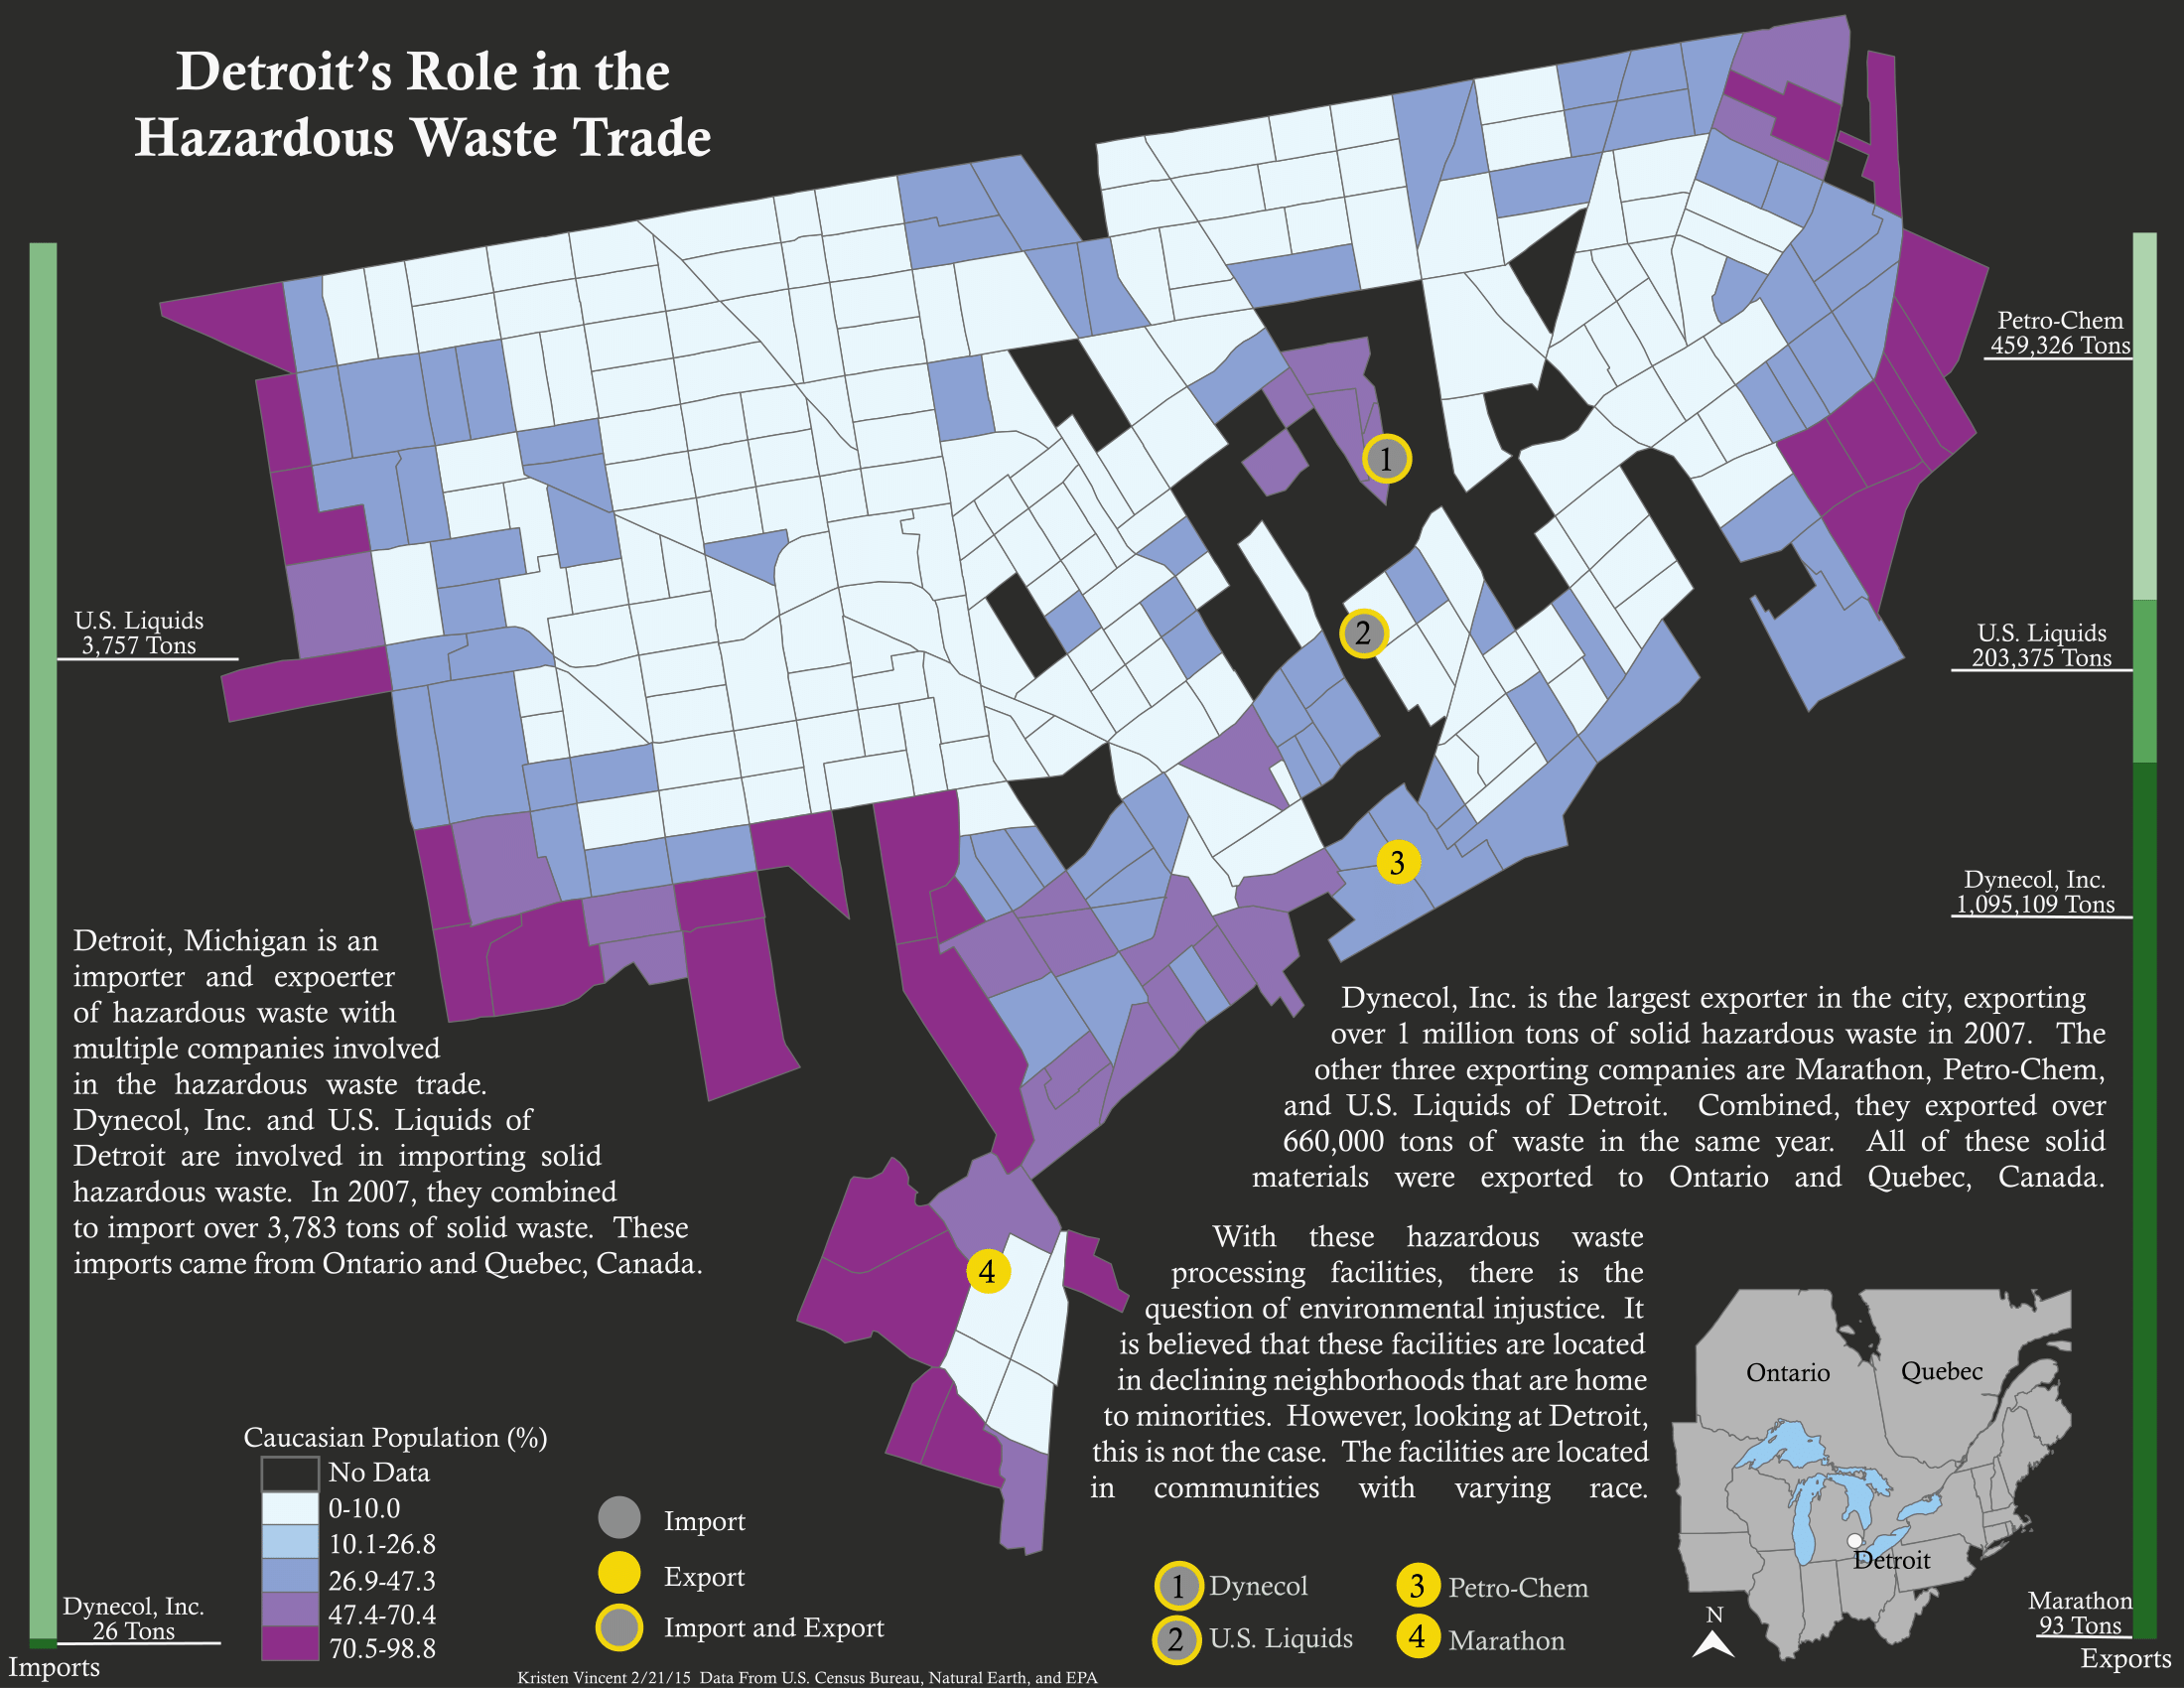 Detroit's Role in the
Hazardous Waste Trade
U.S. Liquids
3,757 Tons
Dynecol, Inc.
26 Tons
Imports
Petro-Chem
459,326 Tons
U.S. Liquids
203,375 Tons
Dynecol, Inc.
1,095,109 Tons
Marathon
93 Tons
Exports
1
2
3
4
Detroit, Michigan is an
importer and expoerter
of hazardous waste with
multiple companies involved
in the hazardous waste trade.
Dynecol, Inc. and U.S. Liquids of
Detroit are involved in importing solid
hazardous waste. In 2007, they combined
to import over 3,783 tons of solid waste. These
imports came from Ontario and Quebec, Canada.
Dynecol, Inc. is the largest exporter in the city, exporting
over 1 million tons of solid hazardous waste in 2007. The
other three exporting companies are Marathon, Petro-Chem,
and U.S. Liquids of Detroit. Combined, they exported over
660,000 tons of waste in the same year. All of these solid
materials were exported to Ontario and Quebec, Canada.
With these hazardous waste
processing facilities, there is the
question of environmental injustice. It
is believed that these facilities are located
in declining neighborhoods that are home
to minorities. However, looking at Detroit,
this is not the case. The facilities are located
in communities with varying race.
Caucasian Population (%)
No Data
0-10.0
10.1-26.8
26.9-47.3
47.4-70.4
70.5-98.8
Import
Export
Import and Export
1 Dynecol
2 U.S. Liquids
3 Petro-Chem
4 Marathon
Ontario
Quebec
Detroit
N
Kristen Vincent 2/21/15 Data From U.S. Census Bureau, Natural Earth, and EPA